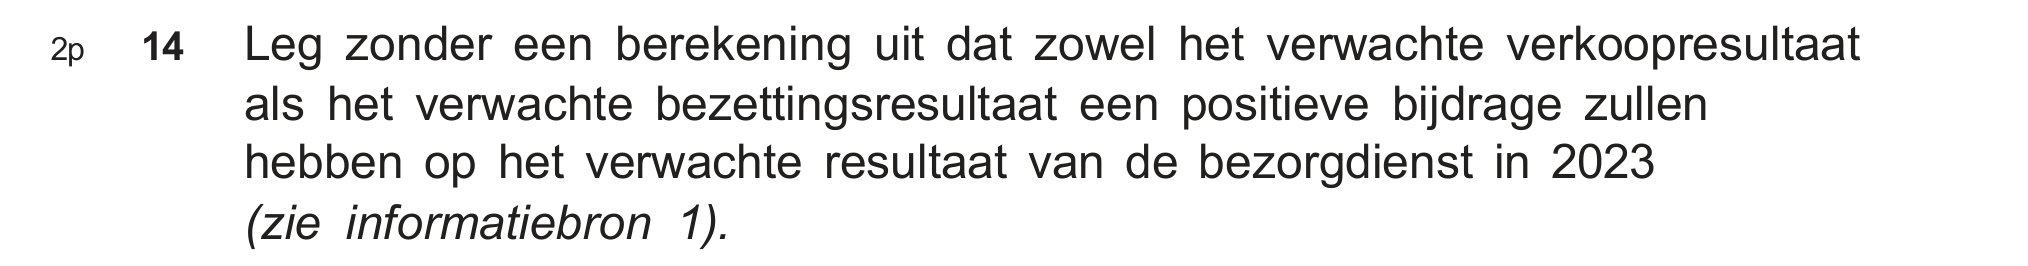 2p 14 Leg zonder een berekening uit dat zowel het verwachte verkoopresultaat
als het verwachte bezettingsresultaat een positieve bijdrage zullen
hebben op het verwachte resultaat van de bezorgdienst in 2023
(zie informatiebron 1).